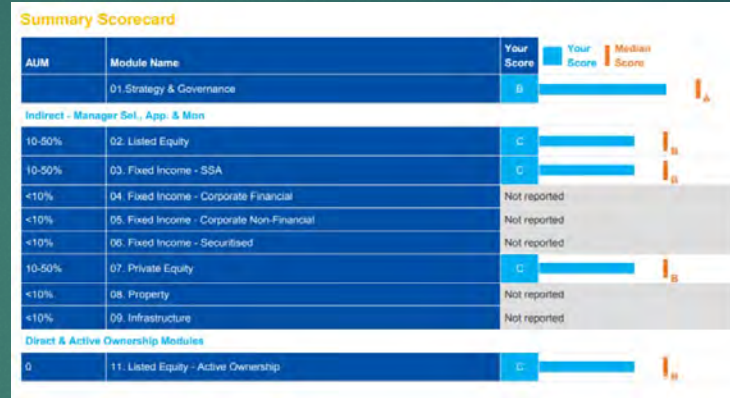 Summary Scorecard
AUM Module Name Your Score Your Score Median Score
01.Strategy & Governance B A
Indirect - Manager Sel., App. & Mon
10-50% 02. Listed Equity C B
10-50% 03. Fixed Income - SSA C B
<10% 04. Fixed Income - Corporate Financial Not reported
<10% 05. Fixed Income - Corporate Non-Financial Not reported
<10% 06. Fixed Income - Securitised Not reported
10-50% 07. Private Equity C B
<10% 08. Property Not reported
<10% 09. Infrastructure Not reported
Direct & Active Ownership Modules
0 11. Listed Equity - Active Ownership C B